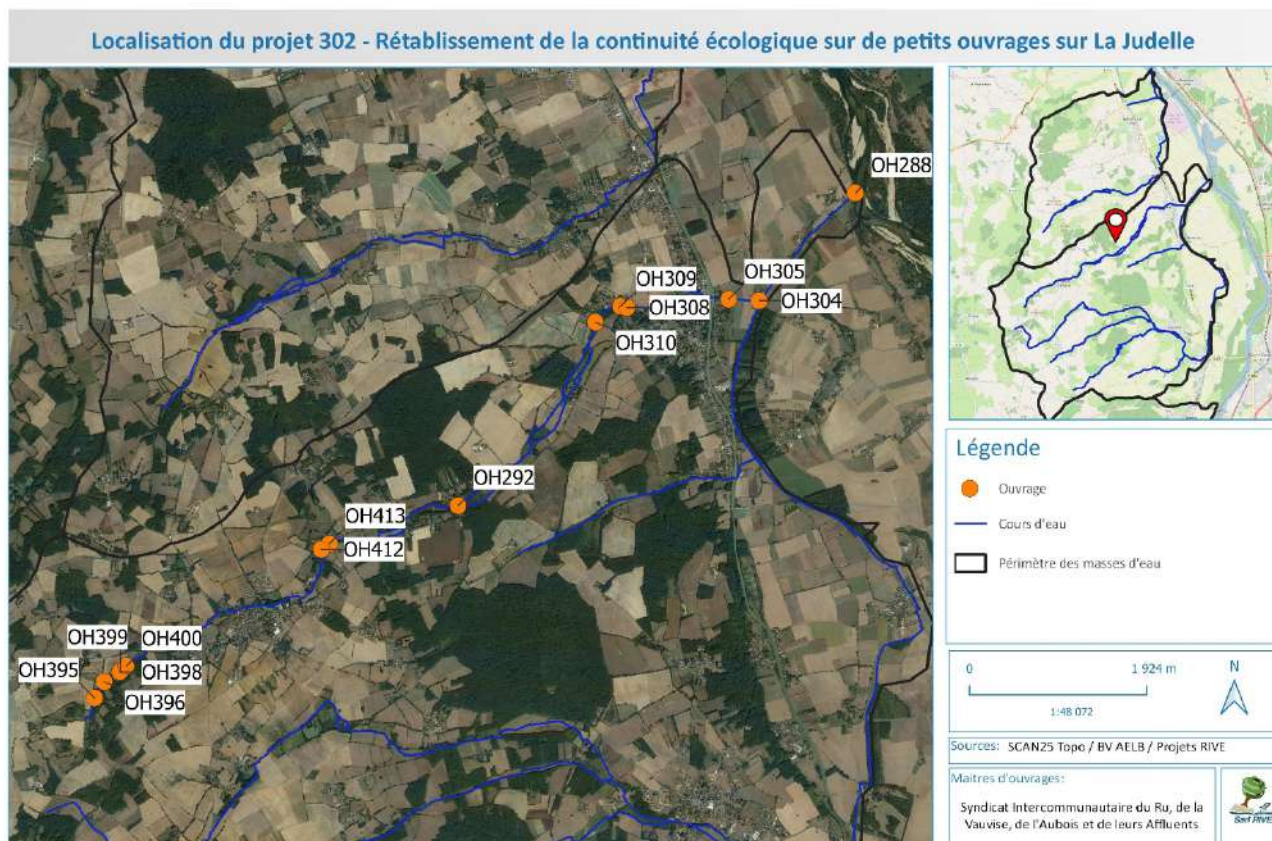 Localisation du projet 302 - Rétablissement de la continuité écologique sur de petits ouvrages sur La Judelle
OH288
OH309
OH305
OH308
OH304
OH310
OH292
OH413
OH412
OH399
OH400
OH395
OH398
OH396
Légende
Ouvrage
Cours d'eau
Périmètre des masses d'eau
0
1 924 m
N
1:48 072
Sources: SCAN25 Topo / BV AELB / Projets RIVE
Maitres d'ouvrages:
Syndicat Intercommunautaire du Ru, de la
Vauvise, de l'Aubois et de leurs Affluents